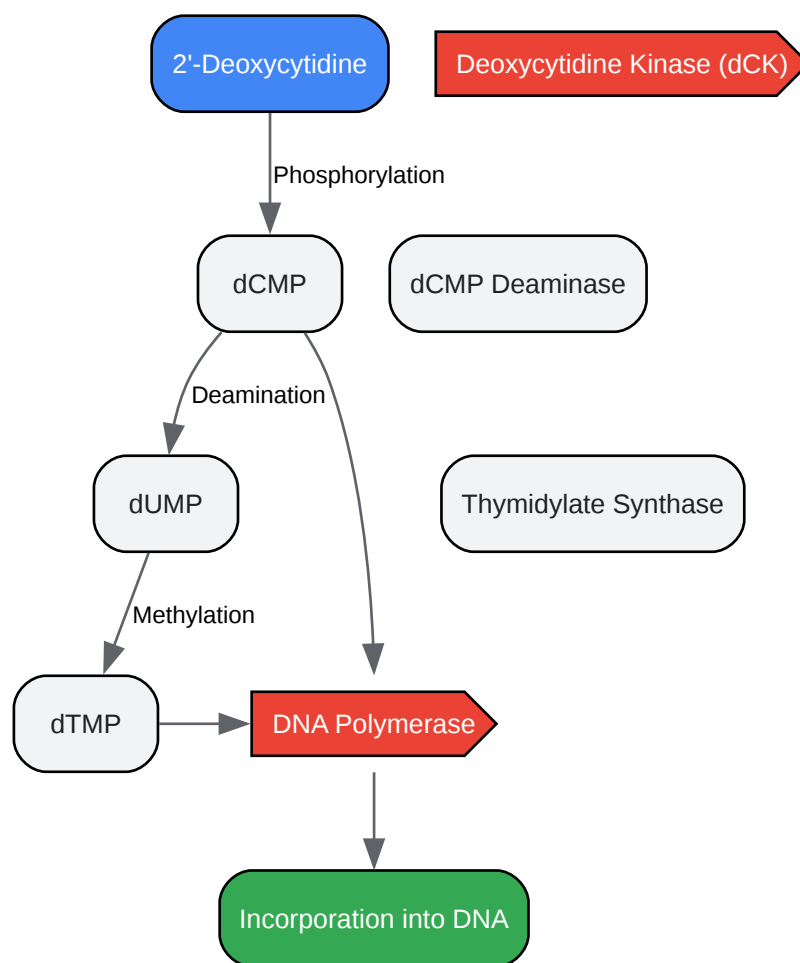 2'-Deoxycytidine
Deoxycytidine Kinase (dCK)
Phosphorylation
dCMP
dCMP Deaminase
Deamination
dUMP
Thymidylate Synthase
Methylation
dTMP
DNA Polymerase
Incorporation into DNA